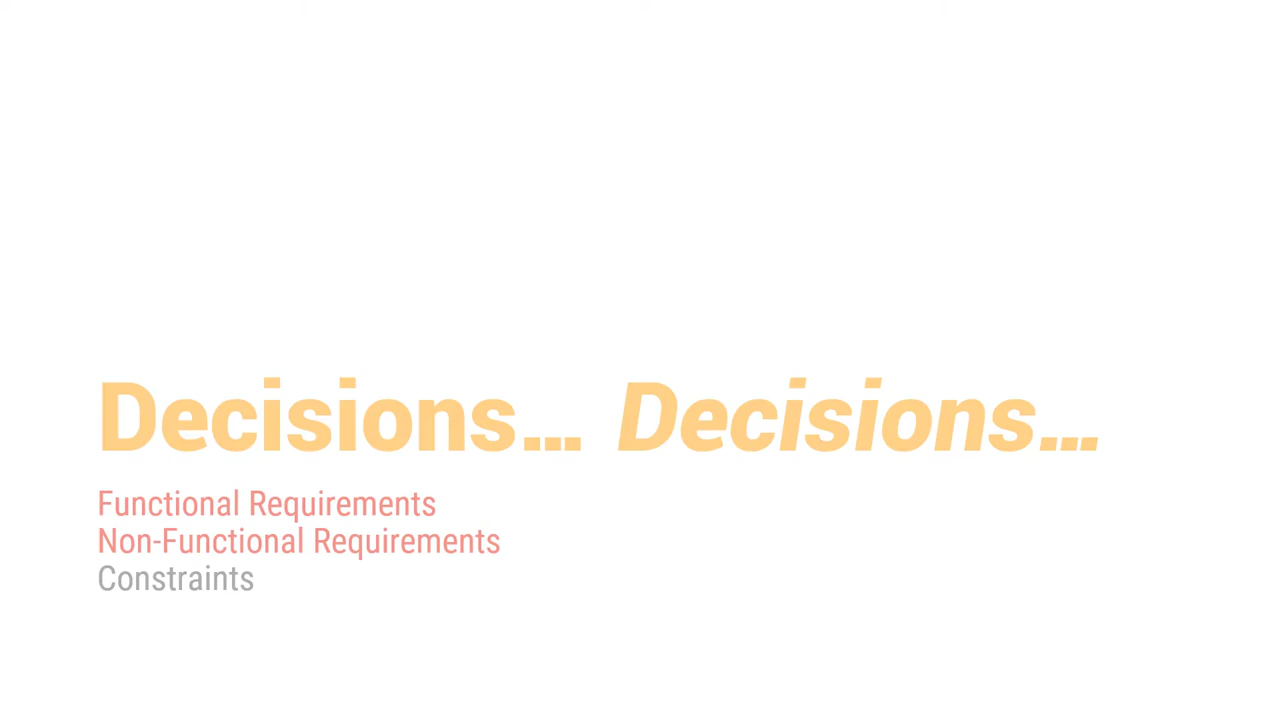 Decisions… Decisions…
Functional Requirements
Non-Functional Requirements
Constraints